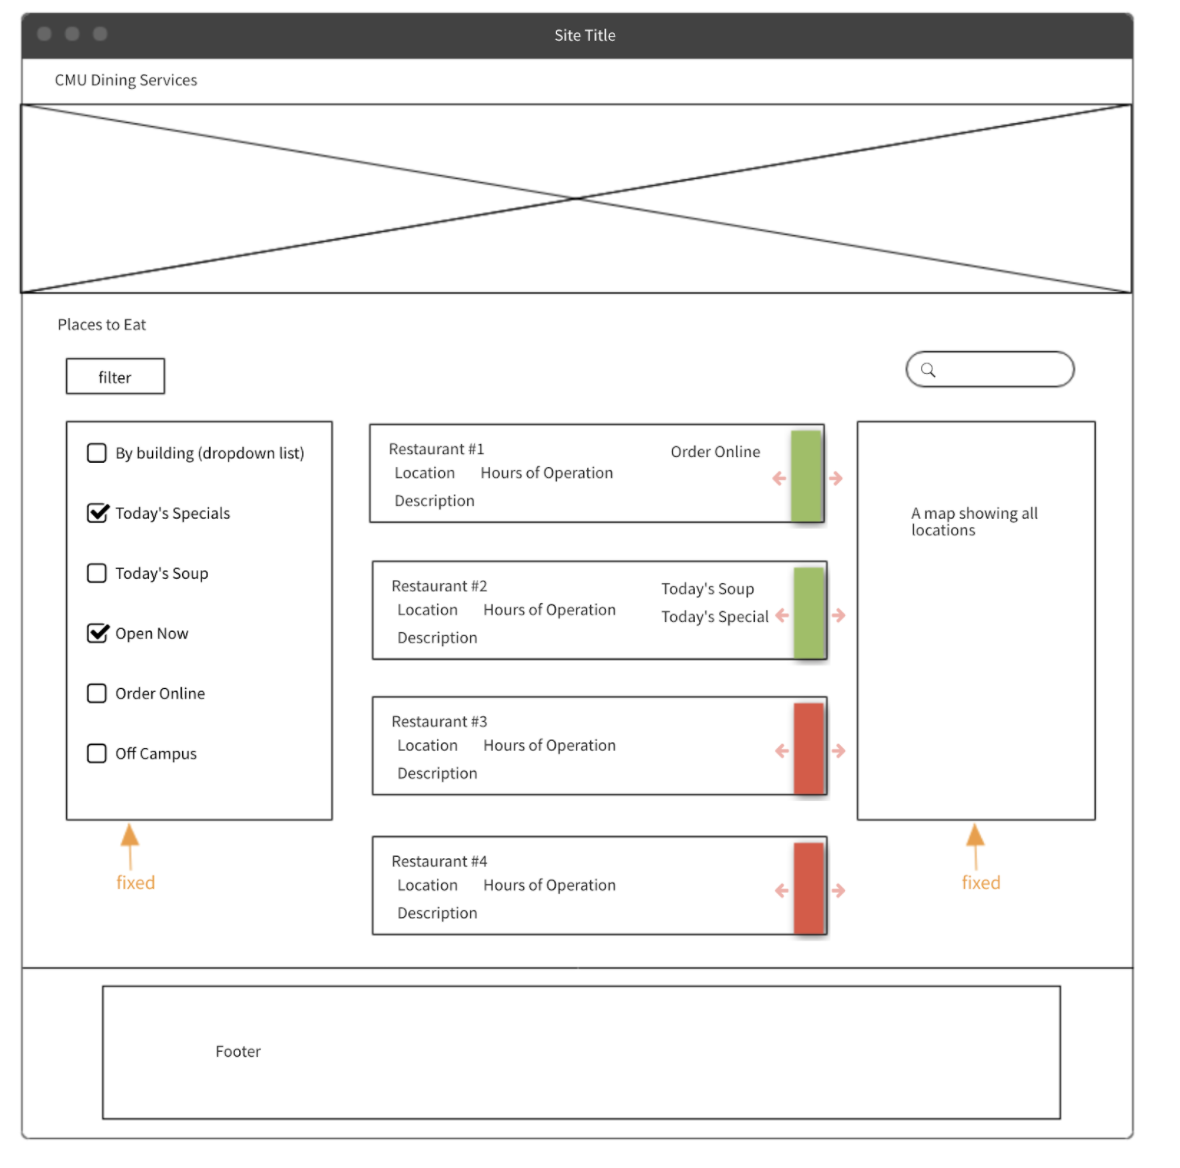 Site Title
CMU Dining Services
Places to Eat
filter
By building (dropdown list)
Today's Specials
Today's Soup
Open Now
Order Online
Off Campus
fixed
Restaurant #1
Order Online
Location Hours of Operation
Description
Restaurant #2
Today's Soup
Location Hours of Operation
Today's Special
Description
Restaurant #3
Location Hours of Operation
Description
Restaurant #4
Location Hours of Operation
Description
A map showing all
locations
fixed
Footer